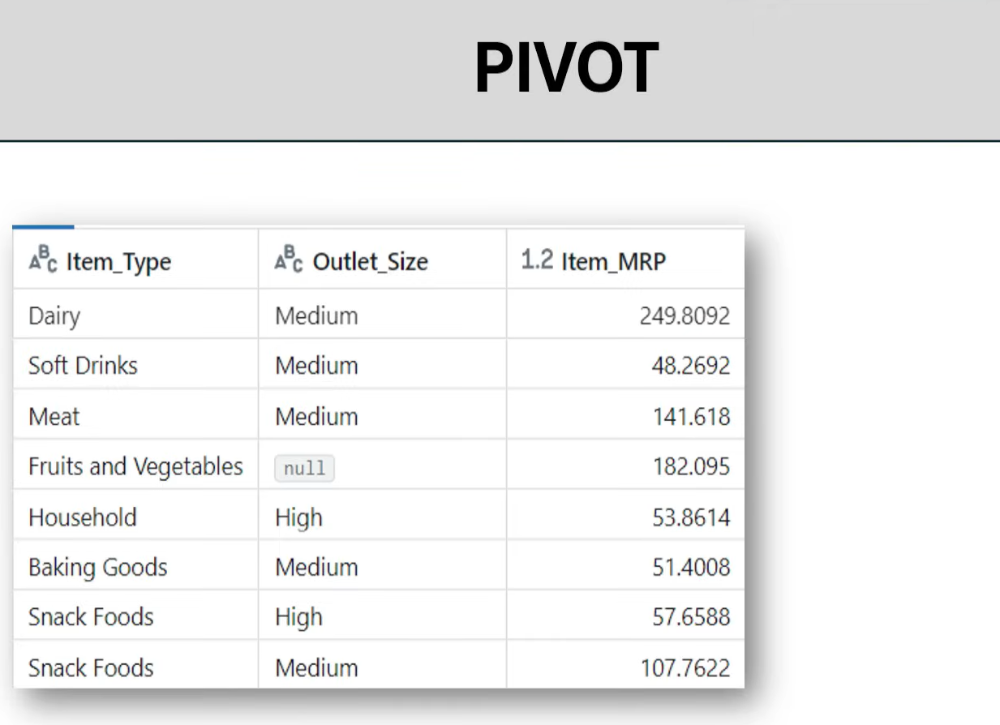 PIVOT
ABC Item_Type ABC Outlet_Size 1.2 Item_MRP
Dairy Medium 249.8092
Soft Drinks Medium 48.2692
Meat Medium 141.618
Fruits and Vegetables null 182.095
Household High 53.8614
Baking Goods Medium 51.4008
Snack Foods High 57.6588
Snack Foods Medium 107.7622